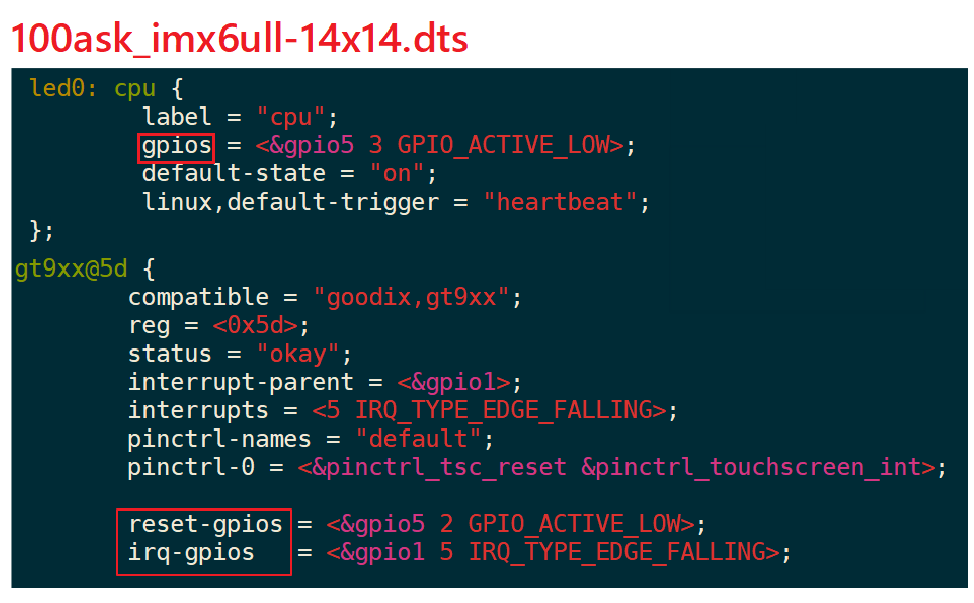 100ask_imx6ull-14x14.dts
led0: cpu {
label = "cpu";
gpios = <&gpio5 3 GPIO_ACTIVE_LOW>;
default-state = "on";
linux,default-trigger = "heartbeat";
};
gt9xx@5d {
compatible = "goodix,gt9xx";
reg = <0x5d>;
status = "okay";
interrupt-parent = <&gpio1>;
interrupts = <5 IRQ_TYPE_EDGE_FALLING>;
pinctrl-names = "default";
pinctrl-0 = <&pinctrl_tsc_reset &pinctrl_touchscreen_int>;
reset-gpios = <&gpio5 2 GPIO_ACTIVE_LOW>;
irq-gpios = <&gpio1 5 IRQ_TYPE_EDGE_FALLING>;